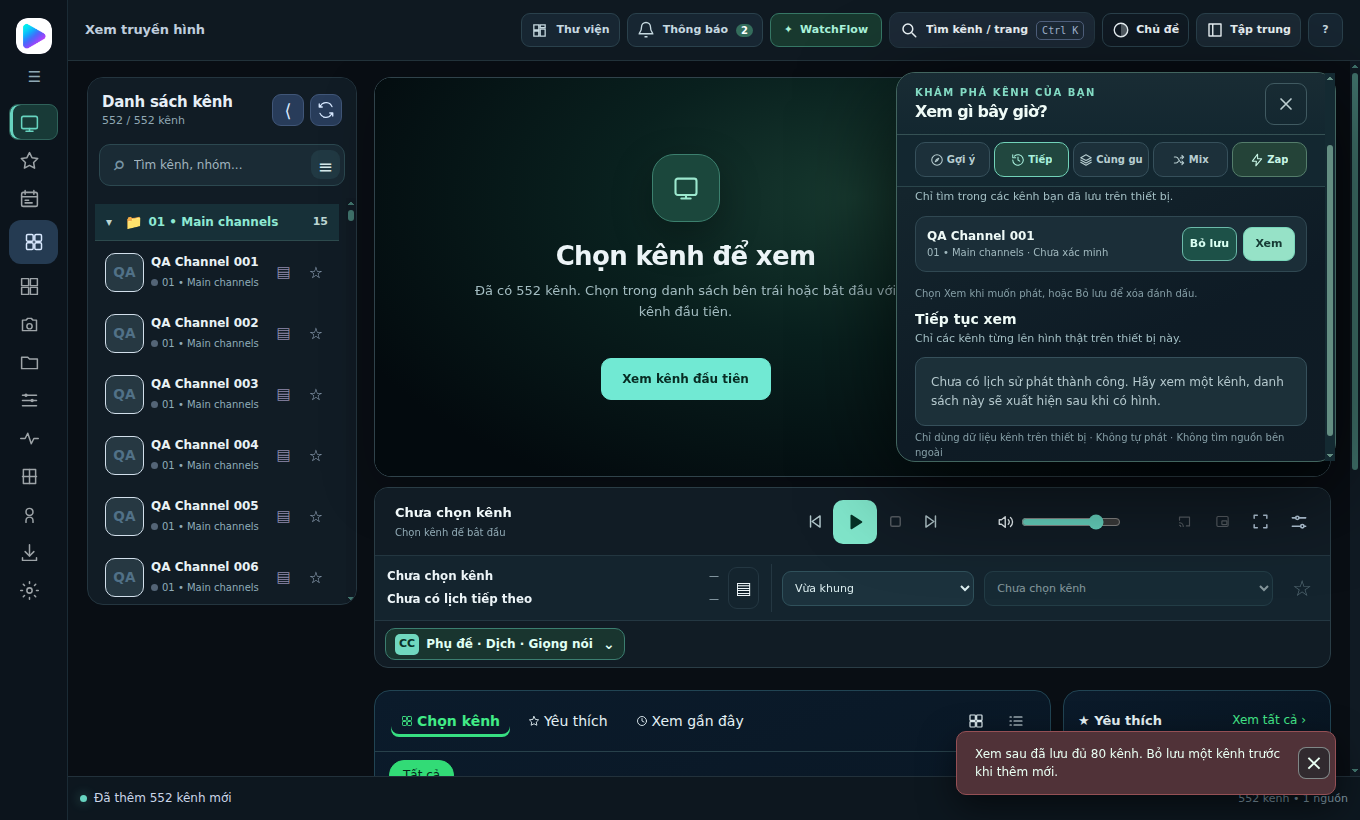 Xem truyền hình
Thư viện
Thông báo 2
✦ WatchFlow
Tìm kênh / trang Ctrl K
Chủ đề
Tập trung
?
Danh sách kênh
552 / 552 kênh
Tìm kênh, nhóm...
01 • Main channels 15
QA QA Channel 001
01 • Main channels
QA QA Channel 002
01 • Main channels
QA QA Channel 003
01 • Main channels
QA QA Channel 004
01 • Main channels
QA QA Channel 005
01 • Main channels
QA QA Channel 006
01 • Main channels
Chọn kênh để xem
Đã có 552 kênh. Chọn trong danh sách bên trái hoặc bắt đầu với
kênh đầu tiên.
Xem kênh đầu tiên
KHÁM PHÁ KÊNH CỦA BẠN
Xem gì bây giờ?
Gợi ý
Tiếp
Cùng gu
Mix
Zap
Chỉ tìm trong các kênh bạn đã lưu trên thiết bị.
QA Channel 001
01 • Main channels · Chưa xác minh
Bỏ lưu
Xem
Chọn Xem khi muốn phát, hoặc Bỏ lưu để xóa đánh dấu.
Tiếp tục xem
Chỉ các kênh từng lên hình thật trên thiết bị này.
Chưa có lịch sử phát thành công. Hãy xem một kênh, danh
sách này sẽ xuất hiện sau khi có hình.
Chỉ dùng dữ liệu kênh trên thiết bị · Không tự phát · Không tìm nguồn bên
ngoài
Chưa chọn kênh
Chọn kênh để bắt đầu
Chưa chọn kênh —
Chưa có lịch tiếp theo —
Vừa khung
Chưa chọn kênh
CC Phụ đề · Dịch · Giọng nói
Chọn kênh
Yêu thích
Xem gần đây
Tất cả
★ Yêu thích
Xem tất cả ›
Xem sau đã lưu đủ 80 kênh. Bỏ lưu một kênh trước
khi thêm mới.
Đã thêm 552 kênh mới
552 kênh • 1 nguồn